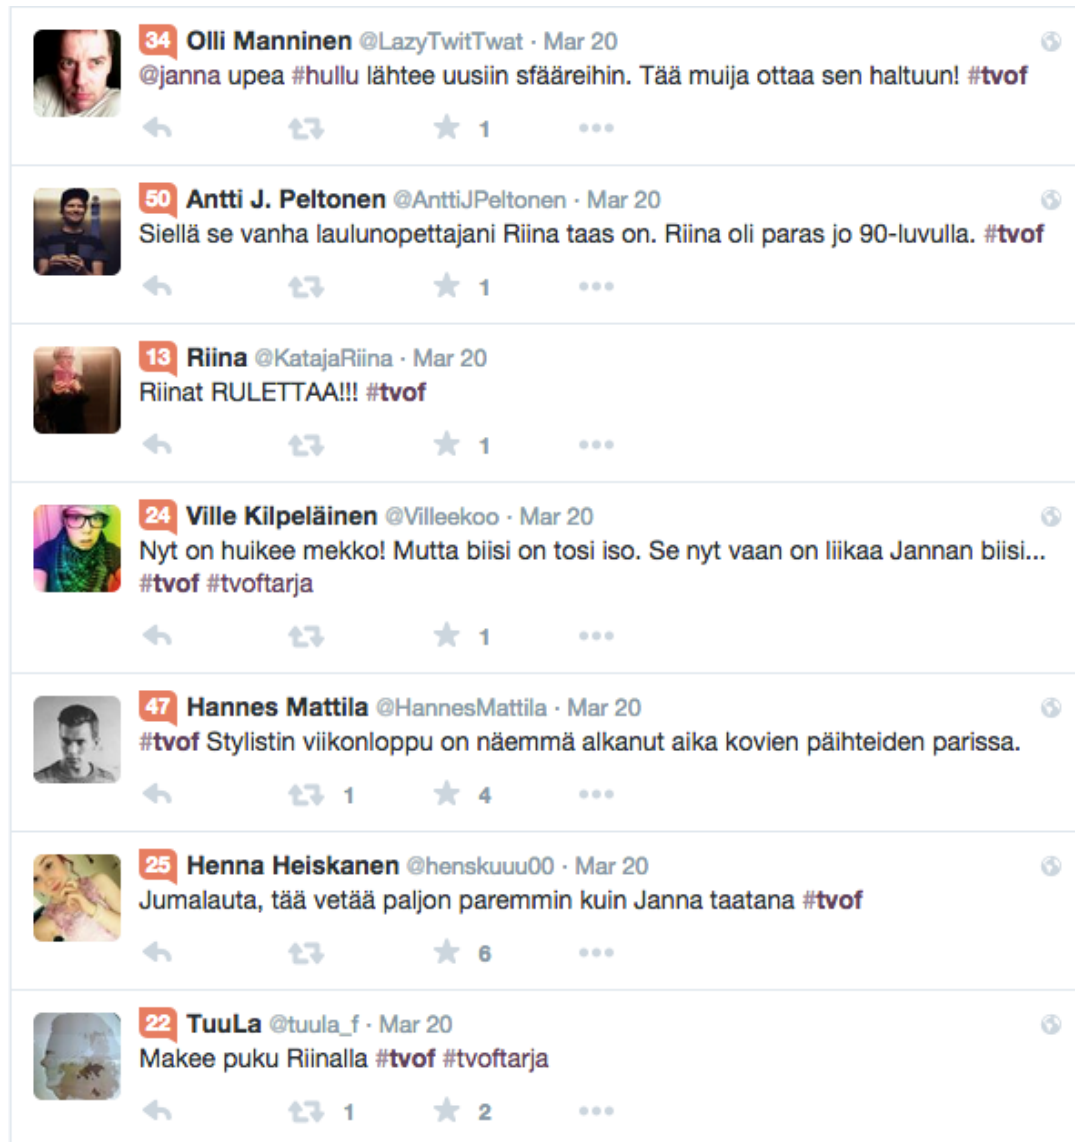 34 Olli Manninen @LazyTwitTwat · Mar 20
@janna upea #hullu lähtee uusiin sfääreihin. Tää muija ottaa sen haltuun! #tvof
1
50 Antti J. Peltonen @AnttiJPeltonen · Mar 20
Siellä se vanha laulunopettajani Riina taas on. Riina oli paras jo 90-luvulla. #tvof
1
13 Riina @KatajaRiina · Mar 20
Riinat RULETTAA!!! #tvof
1
24 Ville Kilpeläinen @Villeekoo · Mar 20
Nyt on huikee mekko! Mutta biisi on tosi iso. Se nyt vaan on liikaa Jannan biisi...
#tvof #tvoftarja
1
47 Hannes Mattila @HannesMattila · Mar 20
#tvof Stylistin viikonloppu on näemmä alkanut aika kovien päihteiden parissa.
1 4
25 Henna Heiskanen @henskuuu00 · Mar 20
Jumalauta, tää vetää paljon paremmin kuin Janna taatana #tvof
6
22 TuuLa @tuula_f · Mar 20
Makee puku Riinalla #tvof #tvoftarja
1 2